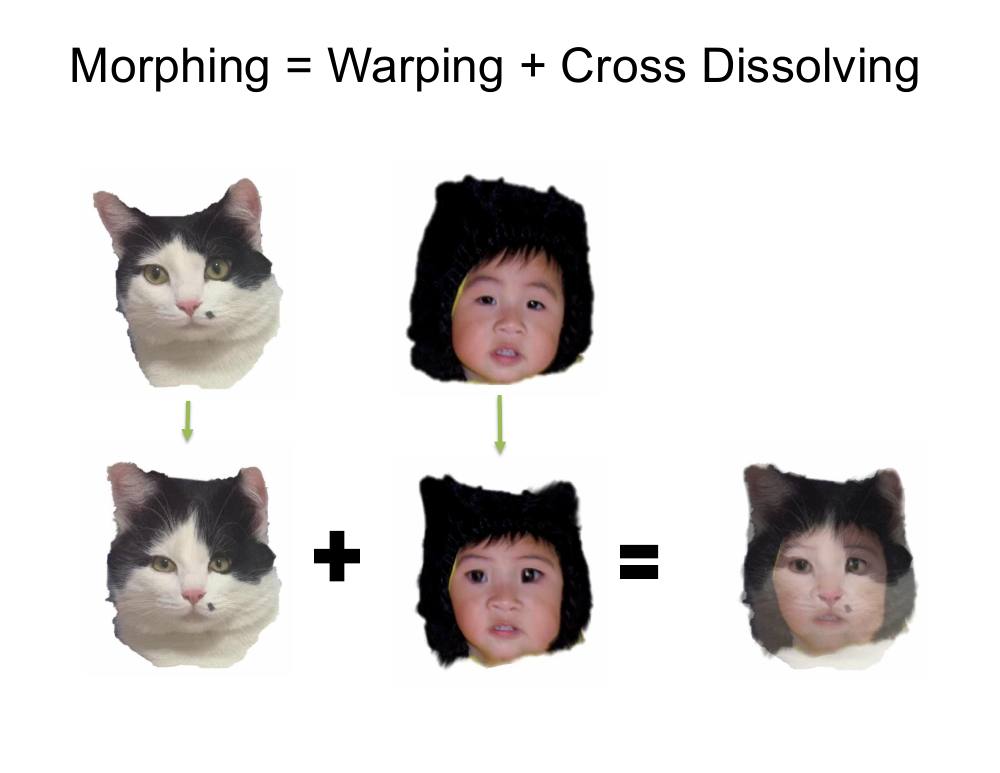 Morphing = Warping + Cross Dissolving
+
=